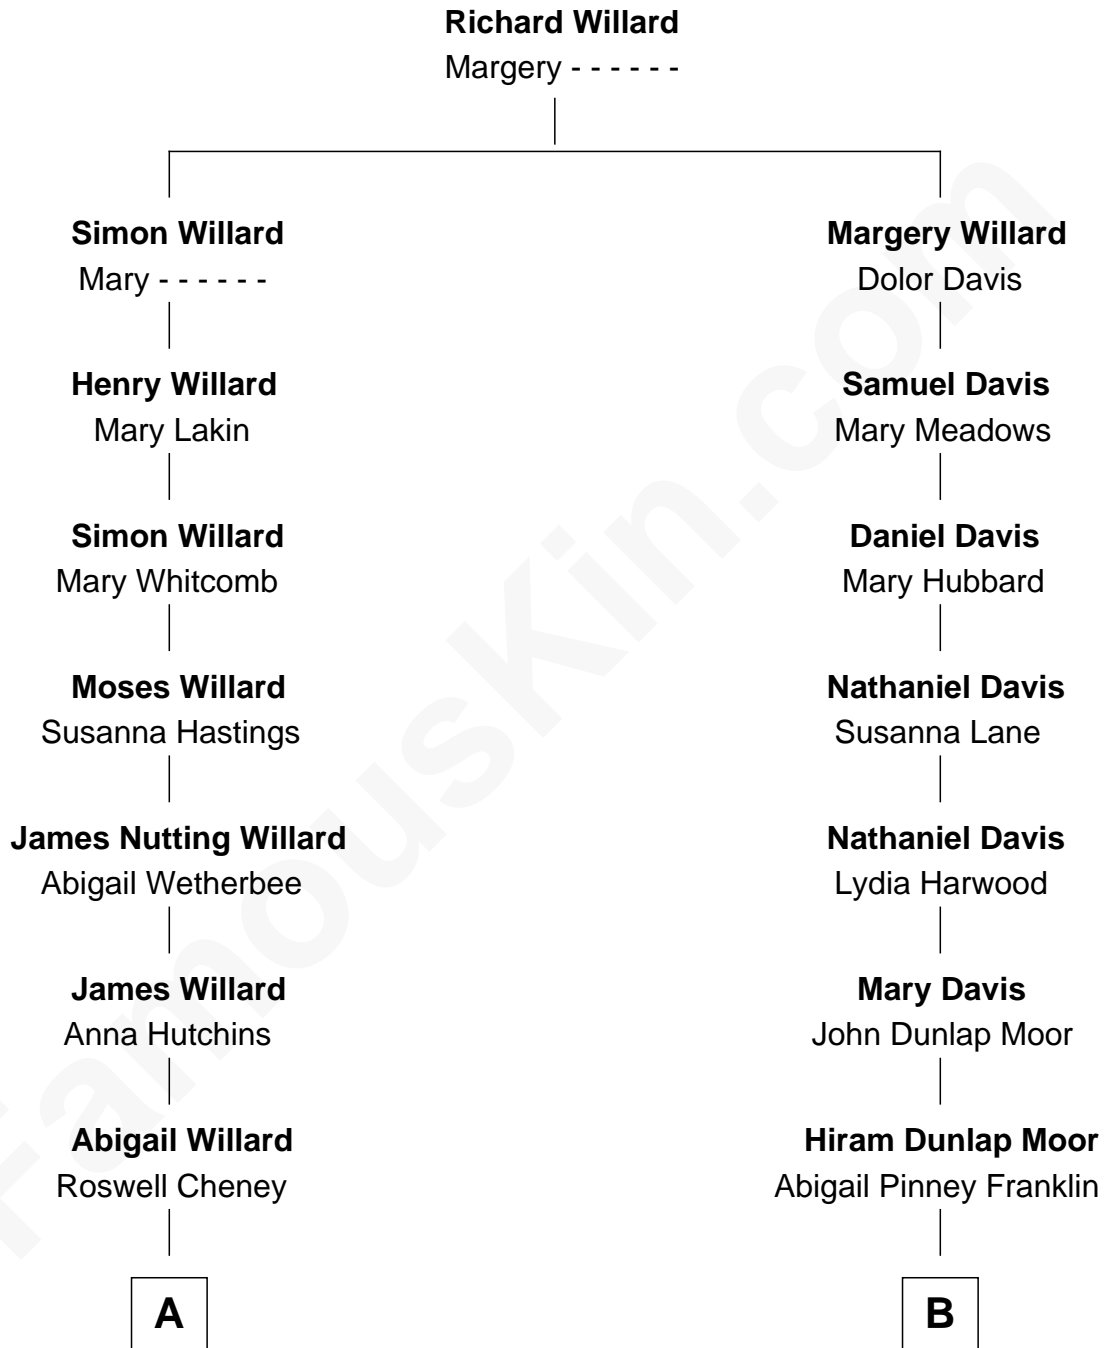 Richard Willard
Margery - - - - - -
Simon Willard
Mary - - - - - -
Margery Willard
Dolor Davis
Henry Willard
Mary Lakin
Samuel Davis
Mary Meadows
Simon Willard
Mary Whitcomb
Daniel Davis
Mary Hubbard
Moses Willard
Susanna Hastings
Nathaniel Davis
Susanna Lane
James Nutting Willard
Abigail Wetherbee
Nathaniel Davis
Lydia Harwood
James Willard
Anna Hutchins
Mary Davis
John Dunlap Moor
Abigail Willard
Roswell Cheney
Hiram Dunlap Moor
Abigail Pinney Franklin
A
B
FamousKin.com